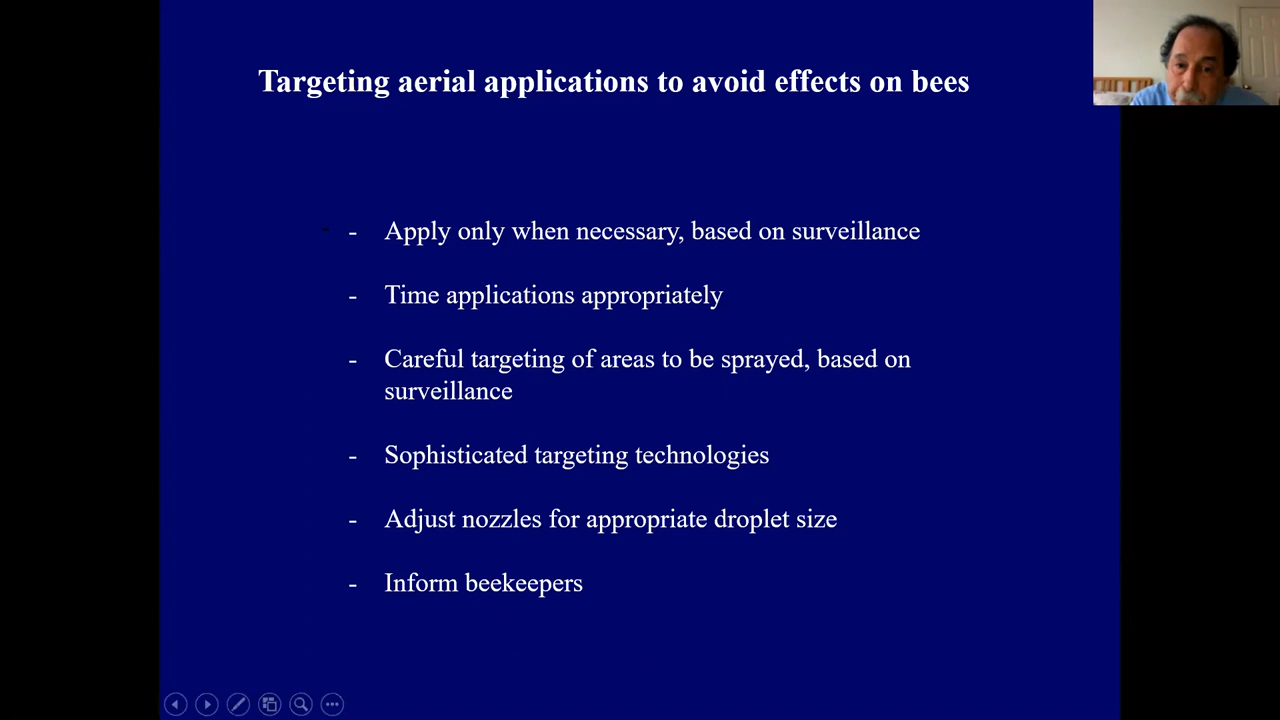 Targeting aerial applications to avoid effects on bees
- Apply only when necessary, based on surveillance
- Time applications appropriately
- Careful targeting of areas to be sprayed, based on
surveillance
- Sophisticated targeting technologies
- Adjust nozzles for appropriate droplet size
- Inform beekeepers